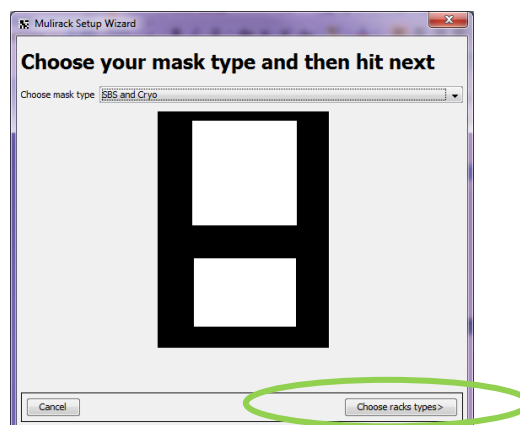 Mulirack Setup Wizard
Choose your mask type and then hit next
Choose mask type SBS and Cryo
Cancel Choose racks types>